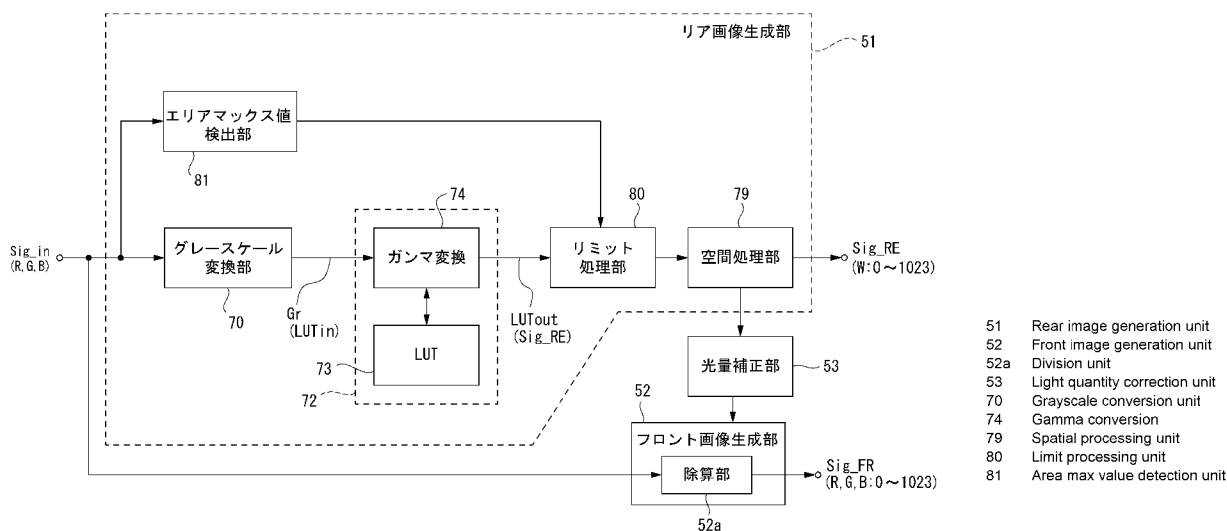 リア画像生成部
51
エリアマックス値
検出部
81
74
80
79
Sig_in
(R,G,B)
グレースケール
変換部
70
Gr
(LUTin)
ガンマ変換
LUTout
(Sig_RE)
リミット
処理部
空間処理部
Sig_RE
(W:0～1023)
LUT
73
72
光量補正部
53
52
フロント画像生成部
除算部
52a
Sig_FR
(R,G,B:0～1023)
51 Rear image generation unit
52 Front image generation unit
52a Division unit
53 Light quantity correction unit
70 Grayscale conversion unit
74 Gamma conversion
79 Spatial processing unit
80 Limit processing unit
81 Area max value detection unit